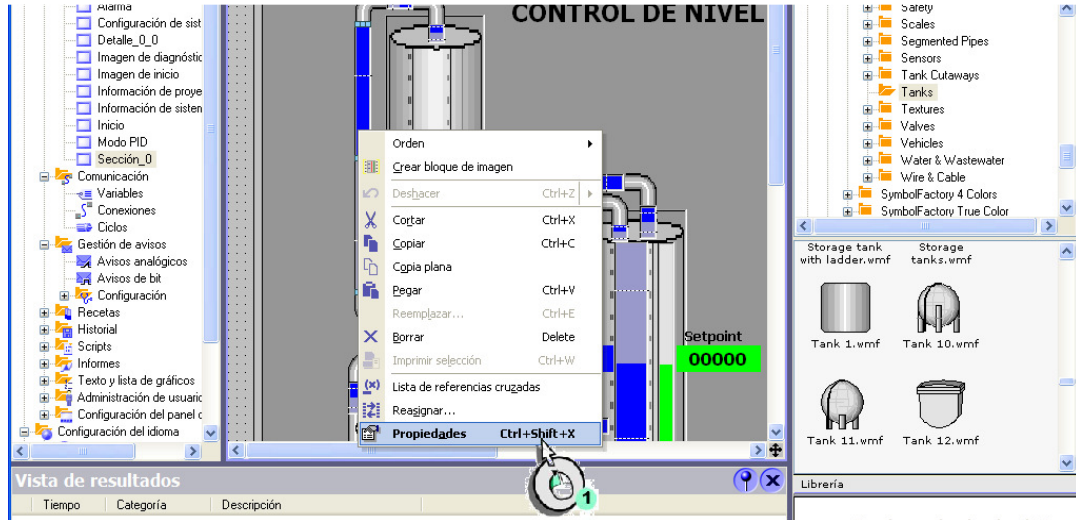 Alarma
Configuración de sist
Detalle_0_0
Imagen de diagnóstic
Imagen de inicio
Información de proye
Información de sisten
Inicio
Modo PID
Sección_0
Comunicación
Variables
Conexiones
Ciclos
Gestión de avisos
Avisos analógicos
Avisos de bit
Configuración
Recetas
Historial
Scripts
Informes
Texto y lista de gráficos
Administración de usuaric
Configuración del panel c
Configuración del idioma
CONTROL DE NIVEL
Orden
Crear bloque de imagen
Deshacer Ctrl+Z
Cortar Ctrl+X
Copiar Ctrl+C
Copia plana
Pegar Ctrl+V
Reemplazar... Ctrl+E
Borrar Delete
Imprimir selección Ctrl+W
Lista de referencias cruzadas
Reasignar...
Propiedades Ctrl+Shift+X
1
Setpoint
00000
Safety
Scales
Segmented Pipes
Sensors
Tank Cutaways
Tanks
Textures
Valves
Vehicles
Water & Wastewater
Wire & Cable
SymbolFactory 4 Colors
SymbolFactory True Color
Storage tank with ladder.wmf
Storage tanks.wmf
Tank 1.wmf
Tank 10.wmf
Tank 11.wmf
Tank 12.wmf
Librería
Vista de resultados
Tiempo Categoría Descripción